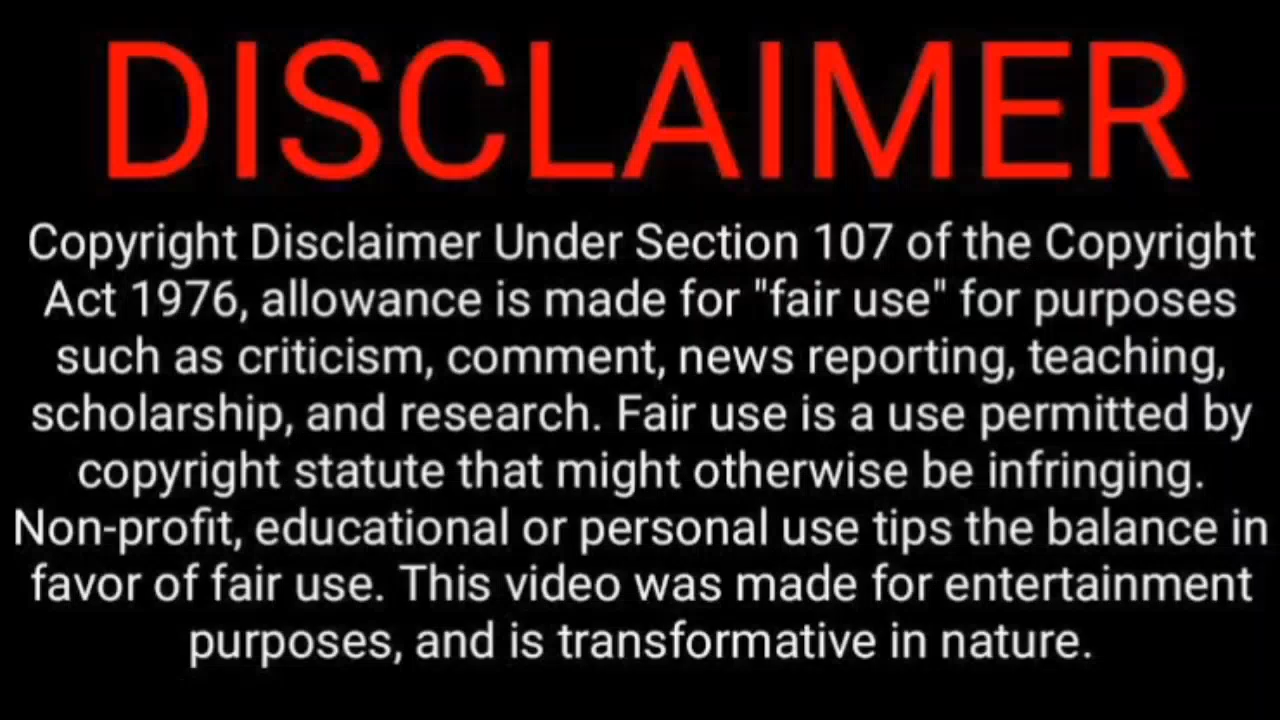 DISCLAIMER
Copyright Disclaimer Under Section 107 of the Copyright
Act 1976, allowance is made for "fair use" for purposes
such as criticism, comment, news reporting, teaching,
scholarship, and research. Fair use is a use permitted by
copyright statute that might otherwise be infringing.
Non-profit, educational or personal use tips the balance in
favor of fair use. This video was made for entertainment
purposes, and is transformative in nature.